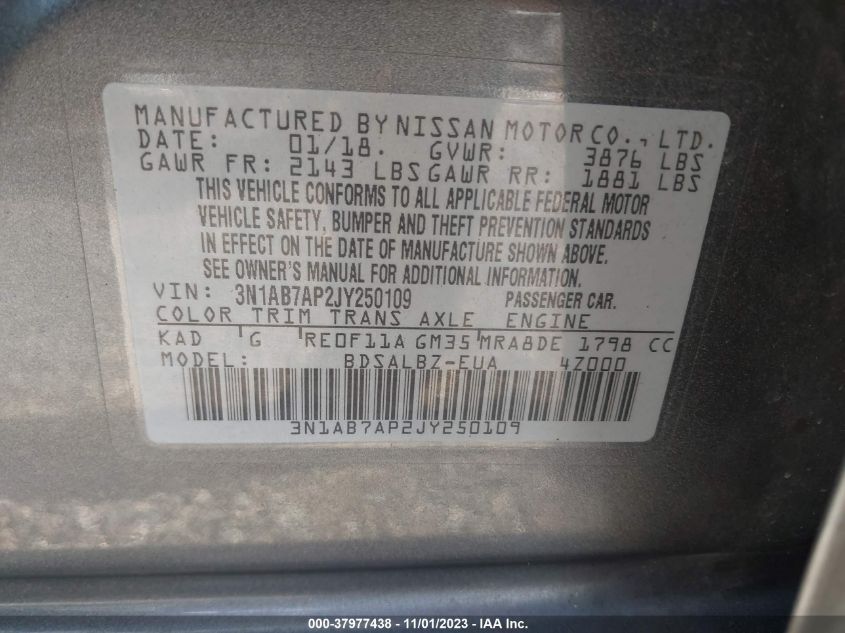 MANUFACTURED BY NISSAN MOTOR CO., LTD.
DATE: 01/18. GVWR: 3876 LBS
GAWR FR: 2143 LBS GAWR RR: 1881 LBS
THIS VEHICLE CONFORMS TO ALL APPLICABLE FEDERAL MOTOR
VEHICLE SAFETY, BUMPER AND THEFT PREVENTION STANDARDS
IN EFFECT ON THE DATE OF MANUFACTURE SHOWN ABOVE.
SEE OWNER'S MANUAL FOR ADDITIONAL INFORMATION.
VIN: 3N1AB7AP2JY250109 PASSENGER CAR.
COLOR TRIM TRANS AXLE ENGINE
KAD G RE0F11A GM35 MRA8DE 1798 CC
MODEL: BDSALBZ-EUA 4Z000
3N1AB7AP2JY250109
000-37977438 - 11/01/2023 - IAA Inc.